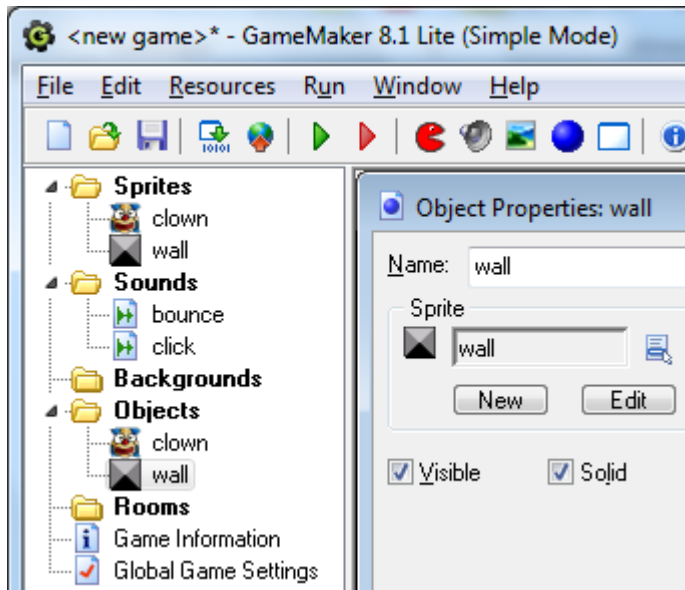 <new game>* - GameMaker 8.1 Lite (Simple Mode)
File Edit Resources Run Window Help
Sprites
clown
wall
Sounds
bounce
click
Backgrounds
Objects
clown
wall
Rooms
Game Information
Global Game Settings
Object Properties: wall
Name: wall
Sprite
wall
New Edit
Visible Solid